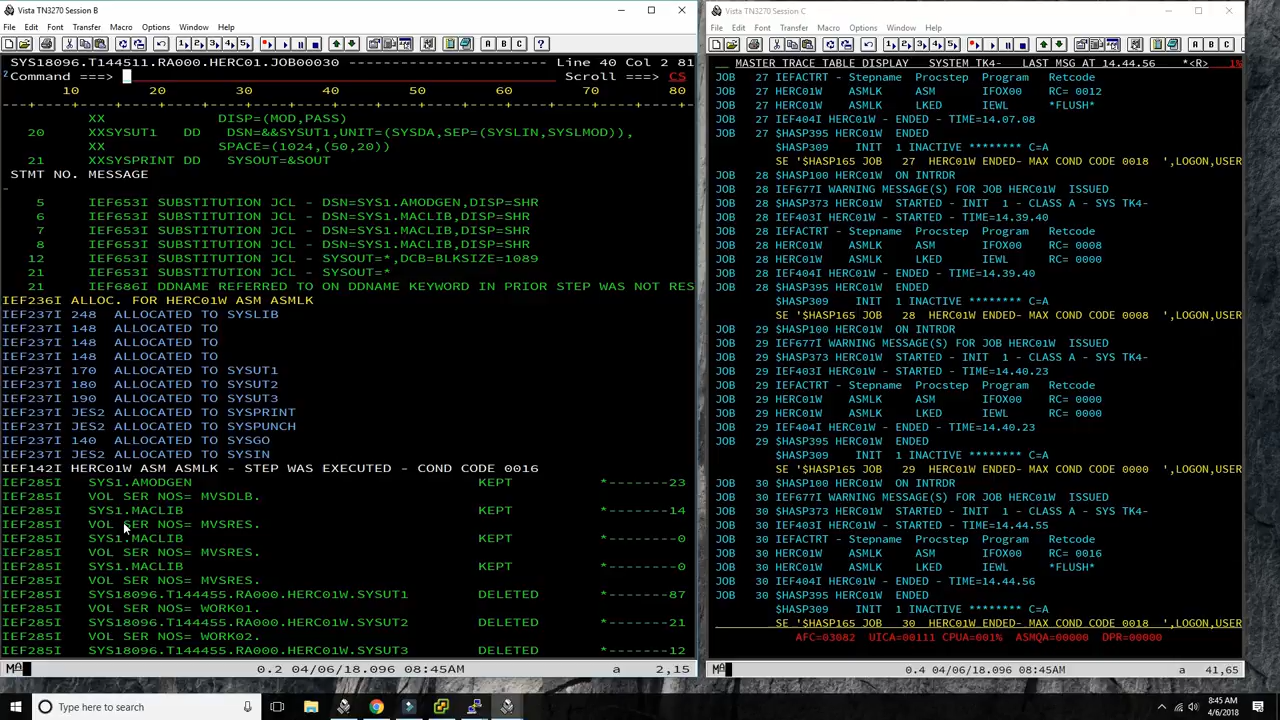 Vista TN3270 Session B
File Edit Font Transfer Macro Options Window Help
1 2 3 4 5 A B C ?
SYS18096.T144511.RA000.HERC01.JOB00030 -------------------------- Line 40 Col 2 81
Command ===> Scroll ===> CS
10 20 30 40 50 60 70 80
----+----+----+----+----+----+----+----+----+----+----+----+----+----+----+----+
XX DISP=(MOD,PASS)
20 XXSYSUT1 DD DSN=&&SYSUT1,UNIT=(SYSDA,SEP=(SYSLIN,SYSLMOD)),
XX SPACE=(1024,(50,20))
21 XXSYSPRINT DD SYSOUT=&SOUT
STMT NO. MESSAGE
-
5 IEF653I SUBSTITUTION JCL - DSN=SYS1.AMODGEN,DISP=SHR
6 IEF653I SUBSTITUTION JCL - DSN=SYS1.MACLIB,DISP=SHR
7 IEF653I SUBSTITUTION JCL - DSN=SYS1.MACLIB,DISP=SHR
8 IEF653I SUBSTITUTION JCL - DSN=SYS1.MACLIB,DISP=SHR
12 IEF653I SUBSTITUTION JCL - SYSOUT=*,DCB=BLKSIZE=1089
21 IEF653I SUBSTITUTION JCL - SYSOUT=*
21 IEF686I DDNAME REFERRED TO ON DDNAME KEYWORD IN PRIOR STEP WAS NOT RES
IEF236I ALLOC. FOR HERC01W ASM ASMLK
IEF237I 248 ALLOCATED TO SYSLIB
IEF237I 148 ALLOCATED TO
IEF237I 148 ALLOCATED TO
IEF237I 148 ALLOCATED TO
IEF237I 170 ALLOCATED TO SYSUT1
IEF237I 180 ALLOCATED TO SYSUT2
IEF237I 190 ALLOCATED TO SYSUT3
IEF237I JES2 ALLOCATED TO SYSPRINT
IEF237I JES2 ALLOCATED TO SYSPUNCH
IEF237I 140 ALLOCATED TO SYSGO
IEF237I JES2 ALLOCATED TO SYSIN
IEF142I HERC01W ASM ASMLK - STEP WAS EXECUTED - COND CODE 0016
IEF285I SYS1.AMODGEN KEPT *-------23
IEF285I VOL SER NOS= MVSDLB.
IEF285I SYS1.MACLIB KEPT *-------14
IEF285I VOL SER NOS= MVSRES.
IEF285I SYS1.MACLIB KEPT *-------0
IEF285I VOL SER NOS= MVSRES.
IEF285I SYS1.MACLIB KEPT *-------0
IEF285I VOL SER NOS= MVSRES.
IEF285I SYS18096.T144455.RA000.HERC01W.SYSUT1 DELETED *-------87
IEF285I VOL SER NOS= WORK01.
IEF285I SYS18096.T144455.RA000.HERC01W.SYSUT2 DELETED *-------21
IEF285I VOL SER NOS= WORK02.
IEF285I SYS18096.T144455.RA000.HERC01W.SYSUT3 DELETED *-------12
MA 0.2 04/06/18.096 08:45AM a 2,15
Vista TN3270 Session C
File Edit Font Transfer Macro Options Window Help
1 2 3 4 5 A B C
MASTER TRACE TABLE DISPLAY SYSTEM TK4- LAST MSG AT 14.44.56 *<R> 1%
JOB 27 IEFACTRT - Stepname Procstep Program Retcode
JOB 27 HERC01W ASMLK ASM IFOX00 RC= 0012
JOB 27 HERC01W ASMLK LKED IEWL *FLUSH*
JOB 27 IEF404I HERC01W - ENDED - TIME=14.07.08
JOB 27 $HASP395 HERC01W ENDED
$HASP309 INIT 1 INACTIVE ******** C=A
SE '$HASP165 JOB 27 HERC01W ENDED- MAX COND CODE 0018 ',LOGON,USER
JOB 28 $HASP100 HERC01W ON INTRDR
JOB 28 IEF677I WARNING MESSAGE(S) FOR JOB HERC01W ISSUED
JOB 28 $HASP373 HERC01W STARTED - INIT 1 - CLASS A - SYS TK4-
JOB 28 IEF403I HERC01W - STARTED - TIME=14.39.40
JOB 28 IEFACTRT - Stepname Procstep Program Retcode
JOB 28 HERC01W ASMLK ASM IFOX00 RC= 0008
JOB 28 HERC01W ASMLK LKED IEWL RC= 0000
JOB 28 IEF404I HERC01W - ENDED - TIME=14.39.40
JOB 28 $HASP395 HERC01W ENDED
$HASP309 INIT 1 INACTIVE ******** C=A
SE '$HASP165 JOB 28 HERC01W ENDED- MAX COND CODE 0008 ',LOGON,USER
JOB 29 $HASP100 HERC01W ON INTRDR
JOB 29 IEF677I WARNING MESSAGE(S) FOR JOB HERC01W ISSUED
JOB 29 $HASP373 HERC01W STARTED - INIT 1 - CLASS A - SYS TK4-
JOB 29 IEF403I HERC01W - STARTED - TIME=14.40.23
JOB 29 IEFACTRT - Stepname Procstep Program Retcode
JOB 29 HERC01W ASMLK ASM IFOX00 RC= 0000
JOB 29 HERC01W ASMLK LKED IEWL RC= 0000
JOB 29 IEF404I HERC01W - ENDED - TIME=14.40.23
JOB 29 $HASP395 HERC01W ENDED
$HASP309 INIT 1 INACTIVE ******** C=A
SE '$HASP165 JOB 29 HERC01W ENDED- MAX COND CODE 0000 ',LOGON,USER
JOB 30 $HASP100 HERC01W ON INTRDR
JOB 30 IEF677I WARNING MESSAGE(S) FOR JOB HERC01W ISSUED
JOB 30 $HASP373 HERC01W STARTED - INIT 1 - CLASS A - SYS TK4-
JOB 30 IEF403I HERC01W - STARTED - TIME=14.44.55
JOB 30 IEFACTRT - Stepname Procstep Program Retcode
JOB 30 HERC01W ASMLK ASM IFOX00 RC= 0016
JOB 30 HERC01W ASMLK LKED IEWL *FLUSH*
JOB 30 IEF404I HERC01W - ENDED - TIME=14.44.56
JOB 30 $HASP395 HERC01W ENDED
$HASP309 INIT 1 INACTIVE ******** C=A
SE '$HASP165 JOB 30 HERC01W ENDED- MAX COND CODE 0018 ',LOGON,USER
AFC=03082 UICA=00111 CPUA=001% ASMQA=00000 DPR=00000
MA 0.4 04/06/18.096 08:45AM a 41,65
Type here to search
8:45 AM
4/6/2018